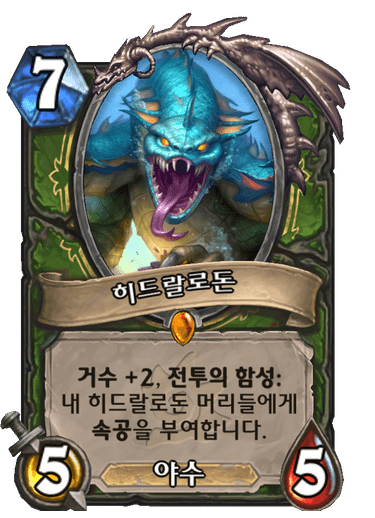 7
히드랄로돈
거수 +2, 전투의 함성:
내 히드랄로돈 머리들에게
속공을 부여합니다.
5
야수
5